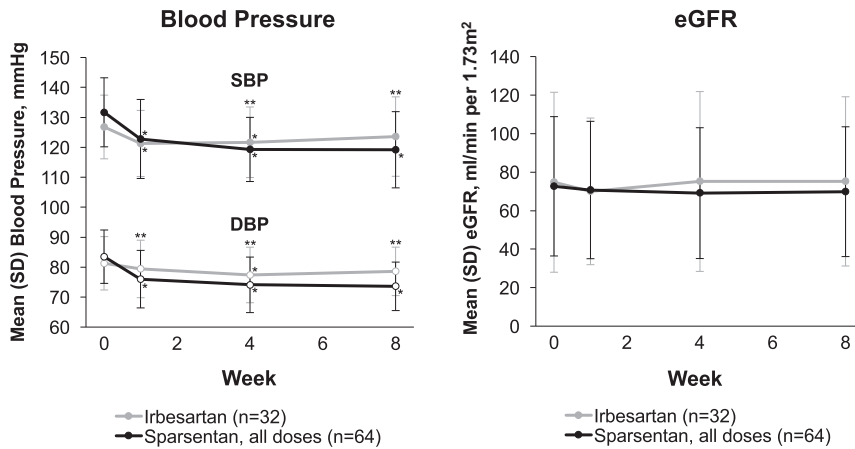 Blood Pressure
Mean (SD) Blood Pressure, mmHg
150
140
130
120
110
100
90
80
70
60
SBP
**
**
*
*
*
*
*
DBP
**
**
**
*
*
*
*
0 2 4 6 8
Week
Irbesartan (n=32)
Sparsentan, all doses (n=64)
eGFR
Mean (SD) eGFR, ml/min per 1.73m²
140
120
100
80
60
40
20
0
0 2 4 6 8
Week
Irbesartan (n=32)
Sparsentan, all doses (n=64)